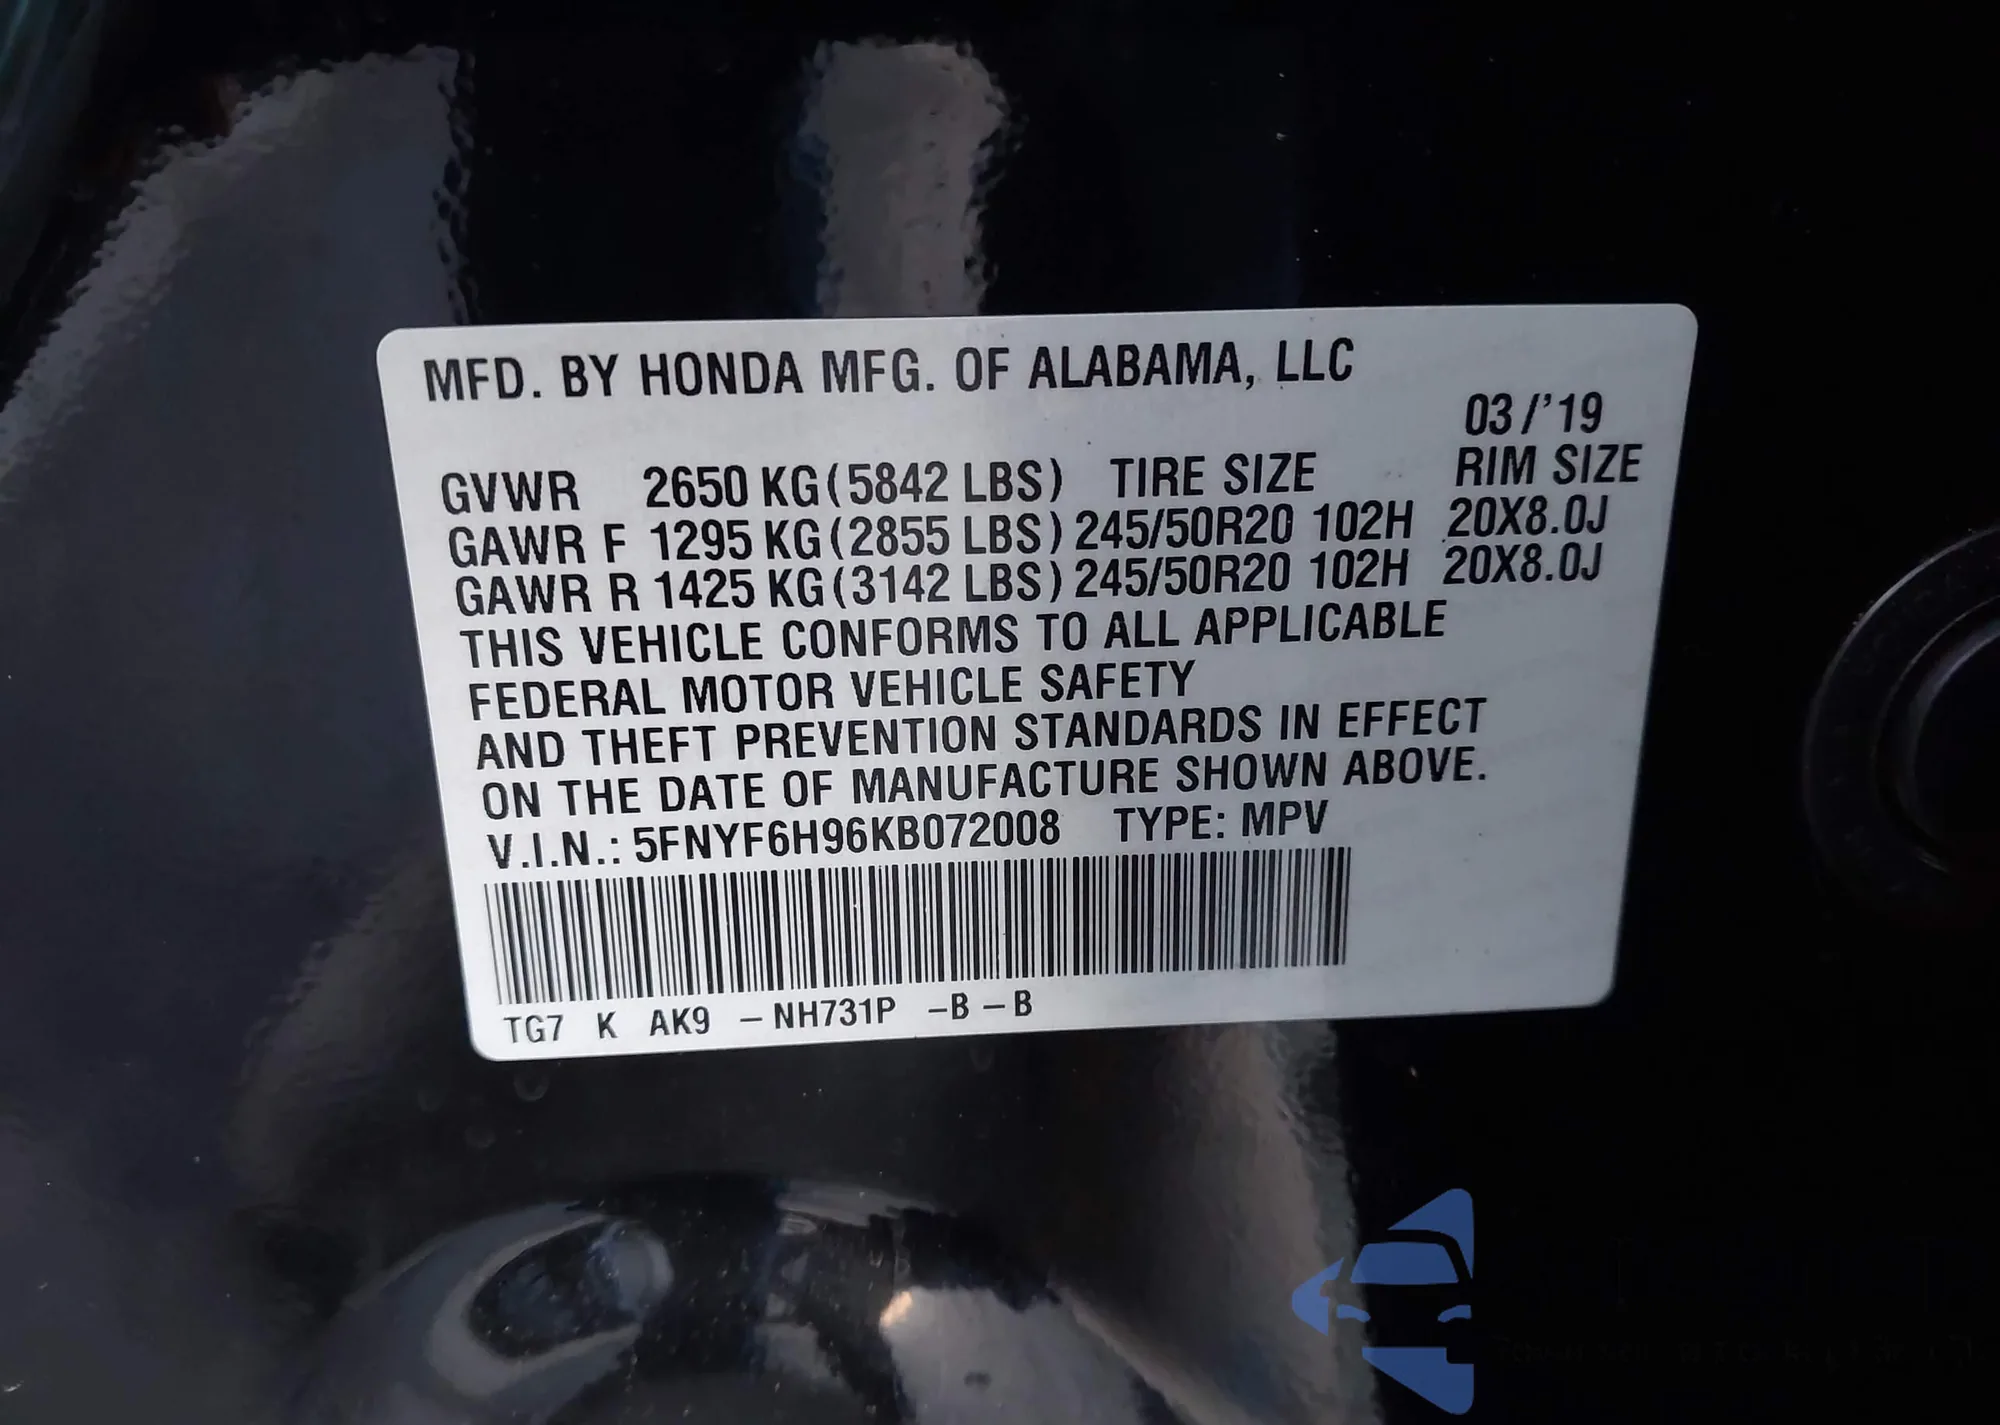 MFD. BY HONDA MFG. OF ALABAMA, LLC
03/'19
GVWR 2650 KG(5842 LBS) TIRE SIZE RIM SIZE
GAWR F 1295 KG(2855 LBS) 245/50R20 102H 20X8.0J
GAWR R 1425 KG(3142 LBS) 245/50R20 102H 20X8.0J
THIS VEHICLE CONFORMS TO ALL APPLICABLE
FEDERAL MOTOR VEHICLE SAFETY
AND THEFT PREVENTION STANDARDS IN EFFECT
ON THE DATE OF MANUFACTURE SHOWN ABOVE.
V.I.N.: 5FNYF6H96KB072008 TYPE: MPV
TG7 K AK9 – NH731P –B – B